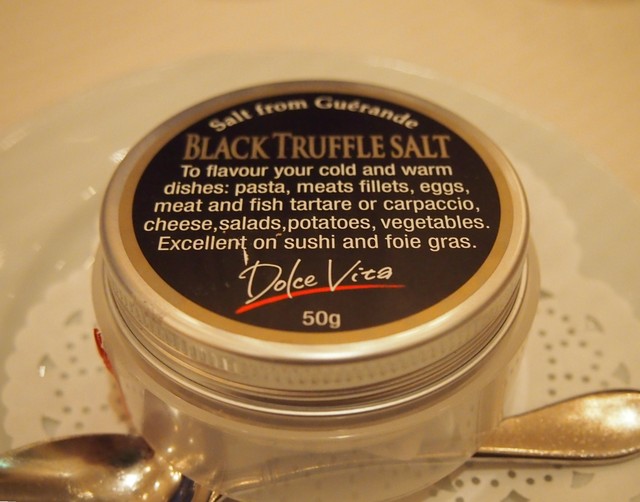 Salt from Guérande
BLACK TRUFFLE SALT
To flavour your cold and warm
dishes: pasta, meats fillets, eggs,
meat and fish tartare or carpaccio,
cheese,salads,potatoes, vegetables.
Excellent on sushi and foie gras.
Dolce Vita
50g